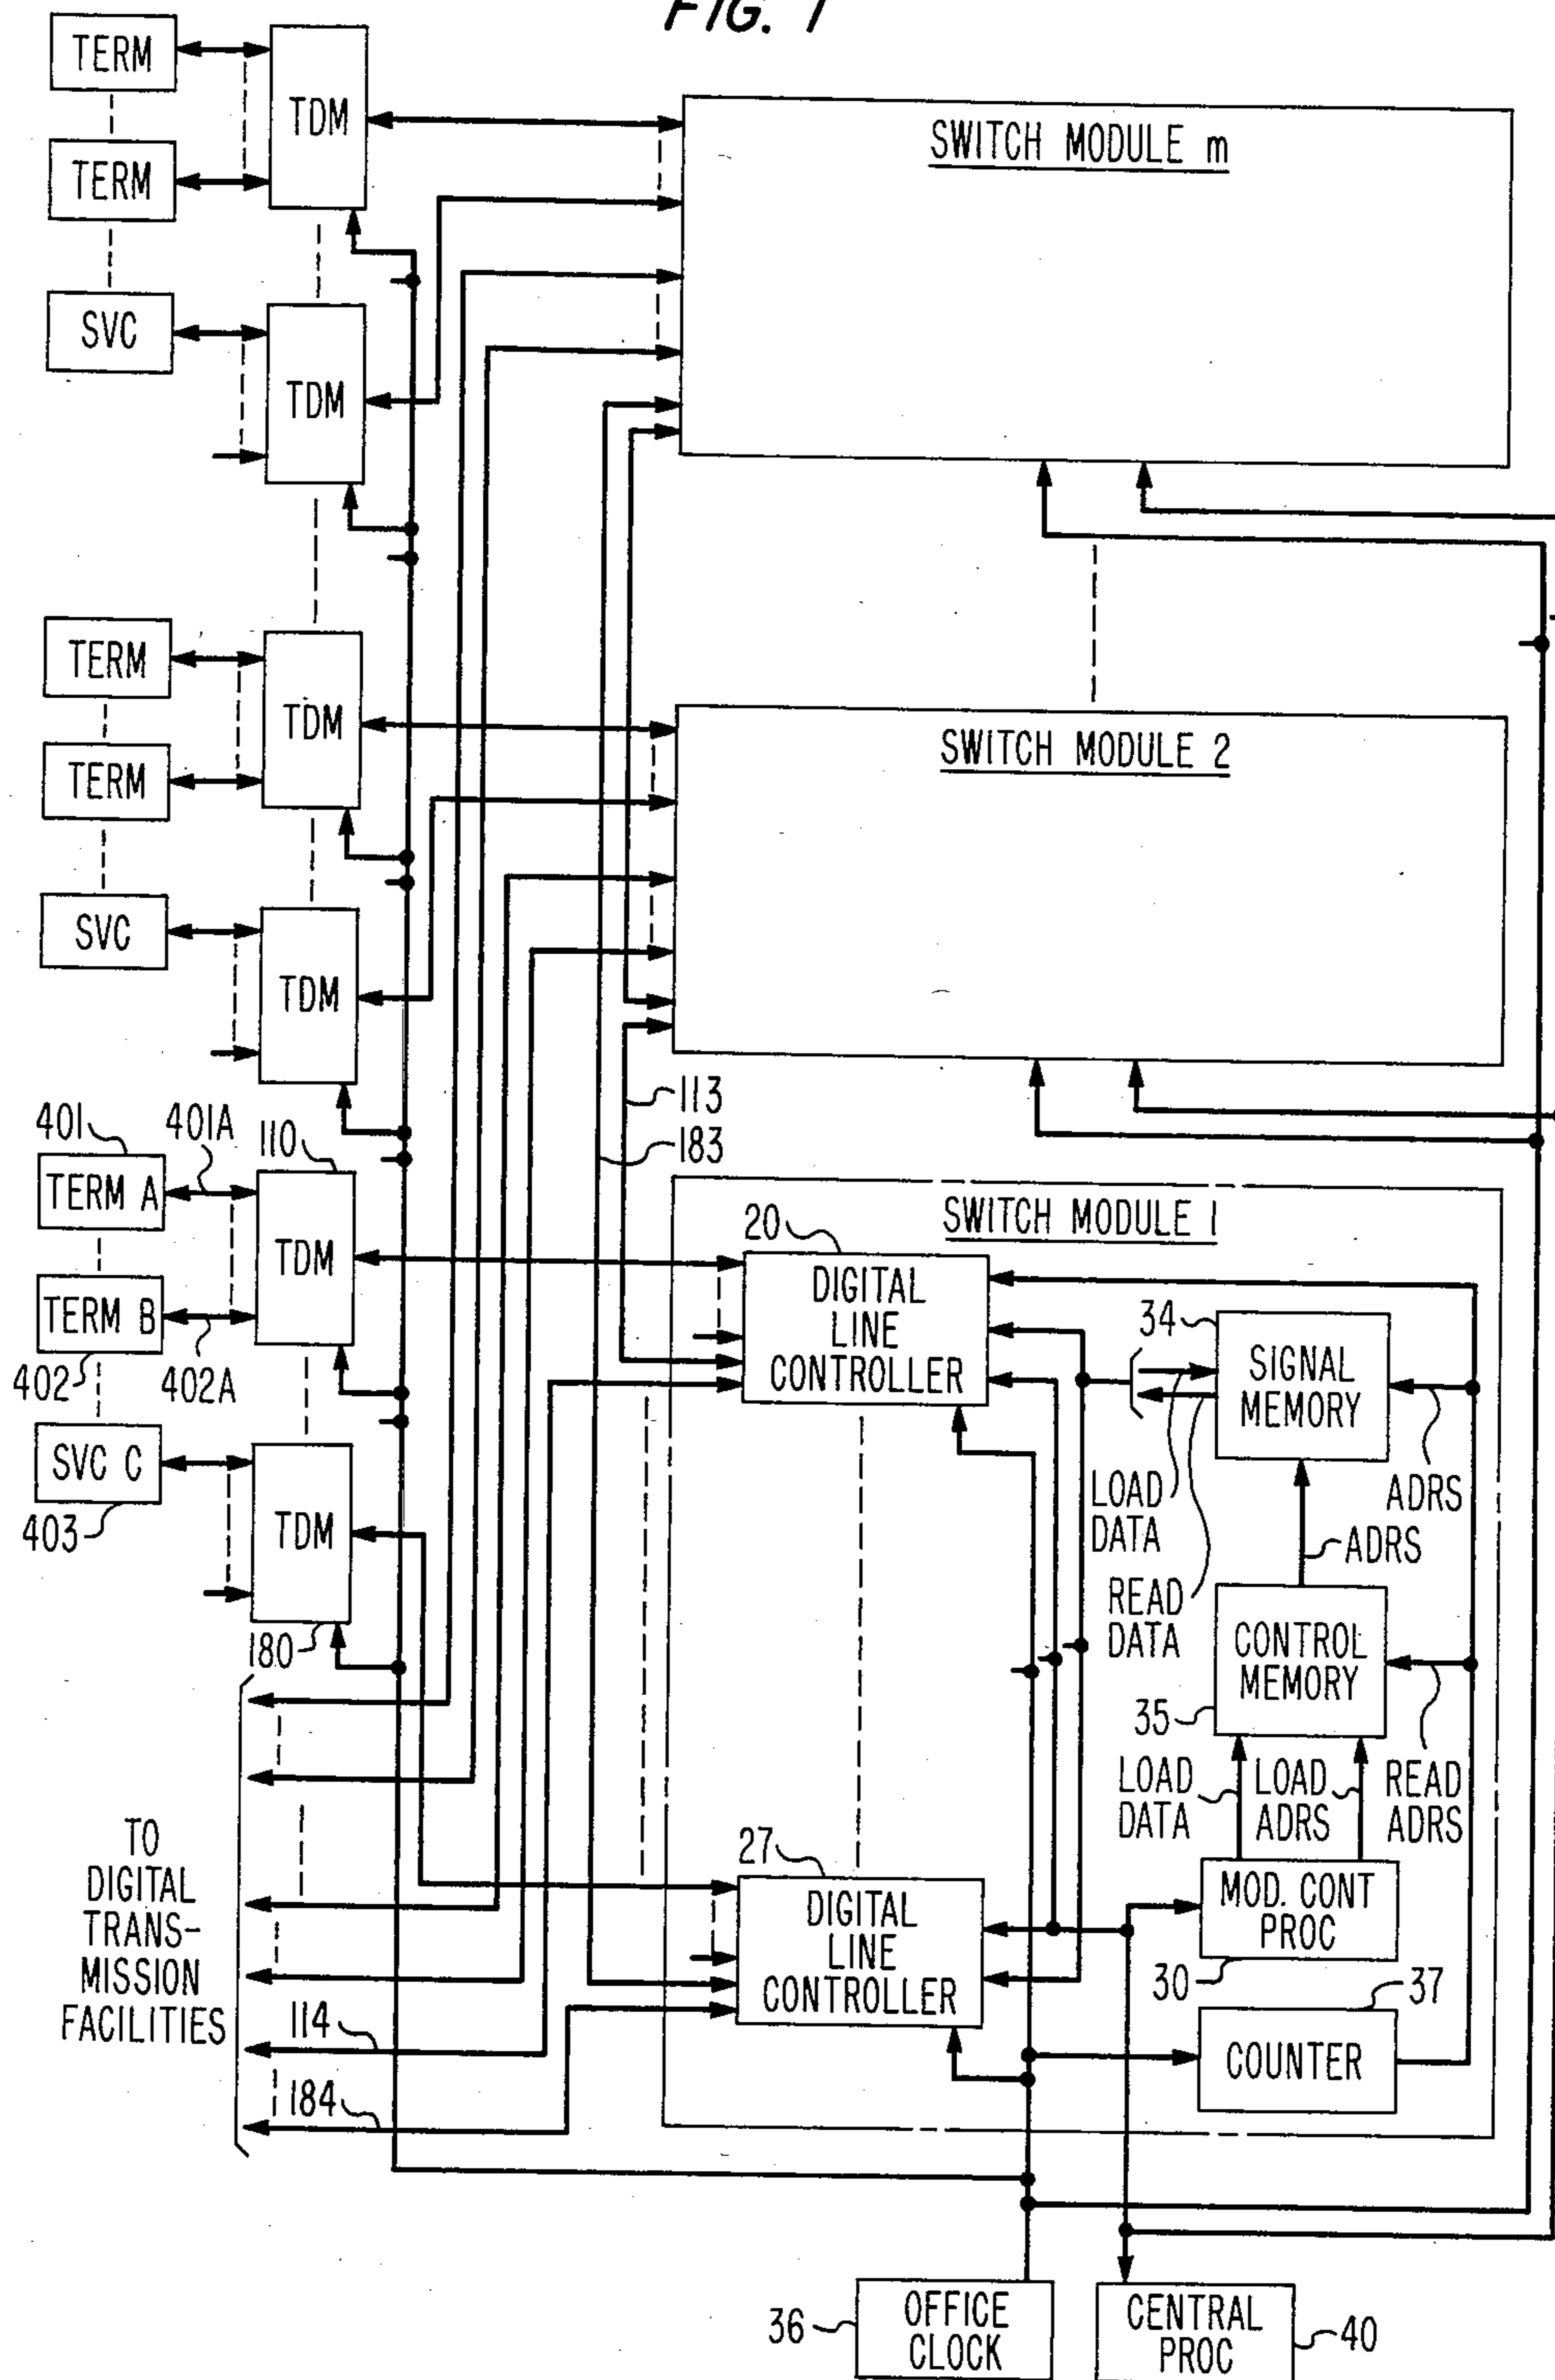 FIG. 1
TERM
TDM
TERM
SVC
TDM
SWITCH MODULE m
TERM
TDM
TERM
SVC
TDM
SWITCH MODULE 2
113
183
401
401A
110
TERM A
TDM
TERM B
402
402A
SVC C
403
TDM
180
SWITCH MODULE 1
20
DIGITAL
LINE
CONTROLLER
34
SIGNAL
MEMORY
LOAD
DATA
ADRS
ADRS
READ
DATA
CONTROL
MEMORY
35
LOAD
DATA
LOAD
ADRS
READ
ADRS
27
DIGITAL
LINE
CONTROLLER
MOD. CONT
PROC
30
37
COUNTER
TO
DIGITAL
TRANS-
MISSION
FACILITIES
114
184
36
OFFICE
CLOCK
CENTRAL
PROC
40